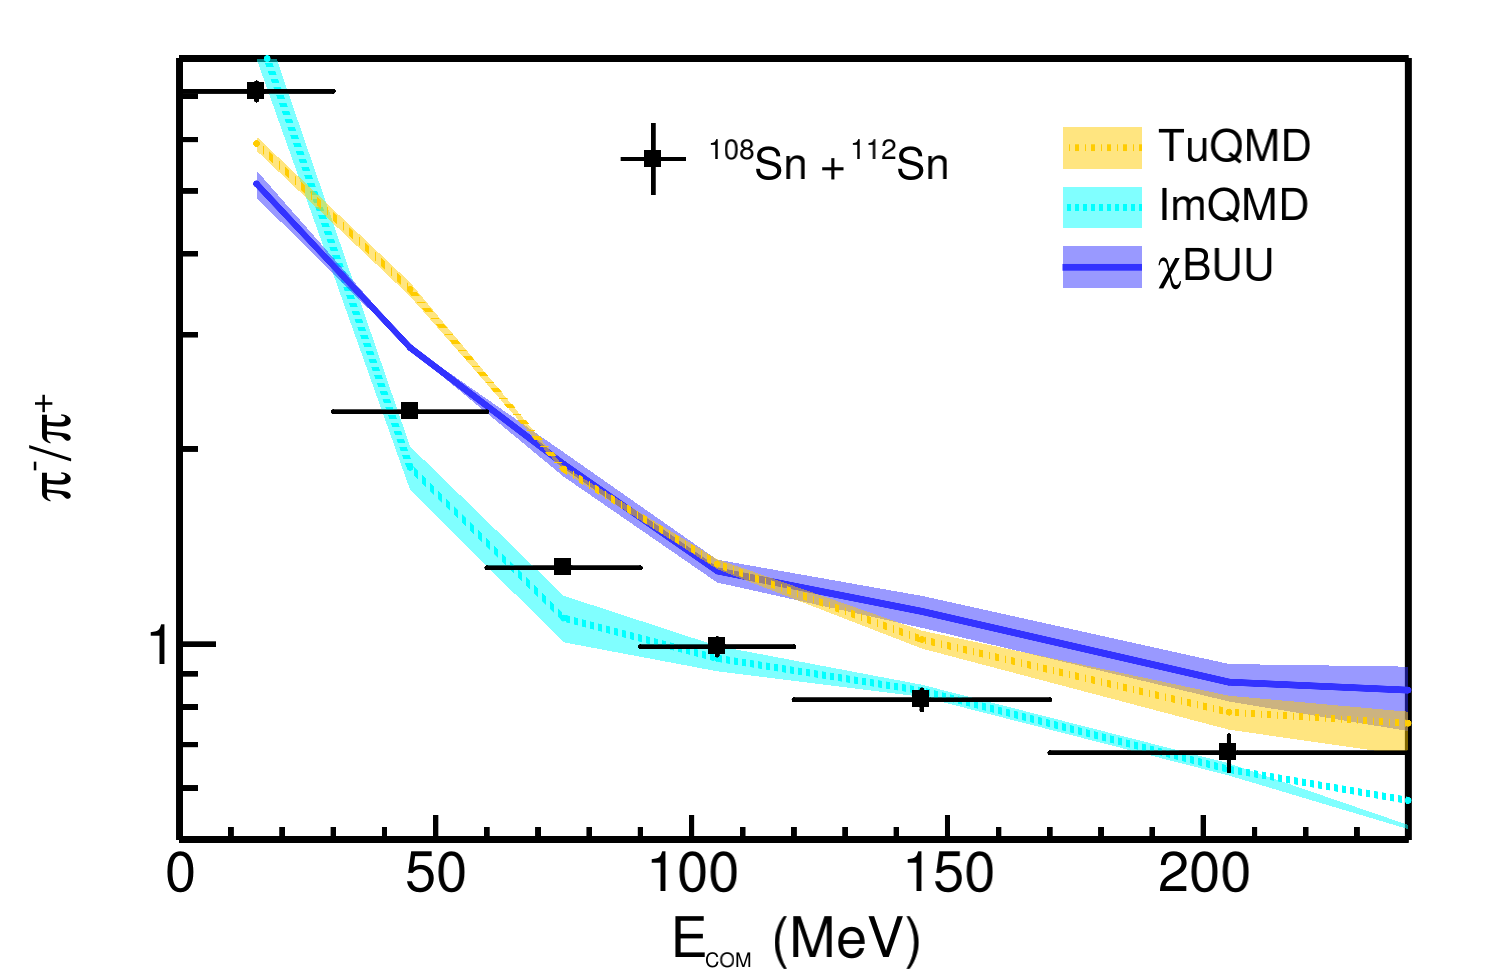 ¹⁰⁸Sn + ¹¹²Sn
TuQMD
ImQMD
χBUU
π⁻/π⁺
1
0 50 100 150 200
E_COM (MeV)